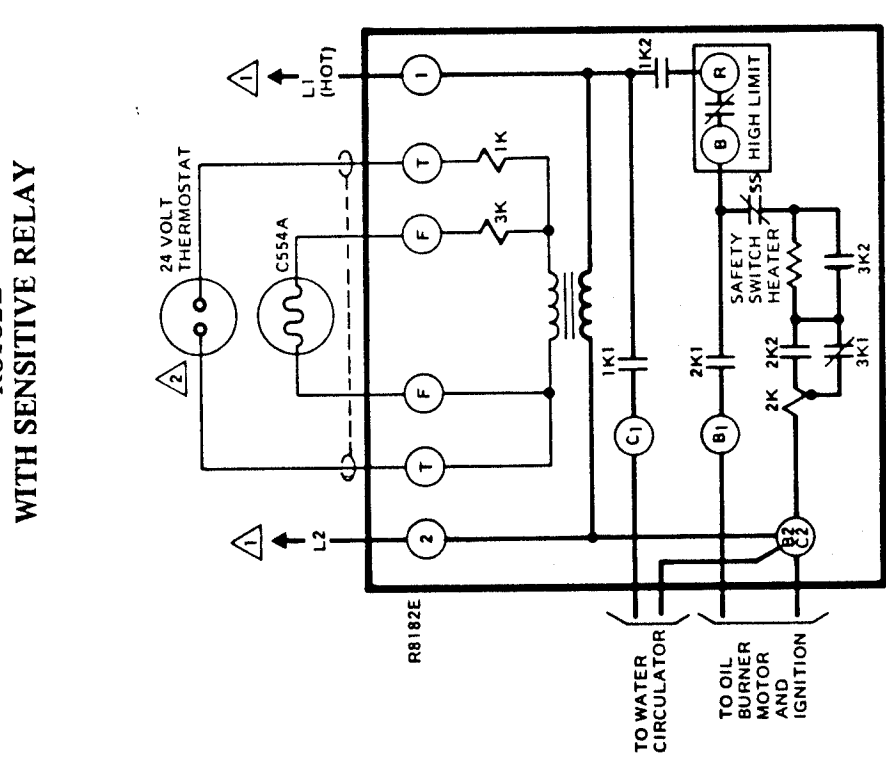 WITH SENSITIVE RELAY
1
L1
(HOT)
24 VOLT
THERMOSTAT
C554A
2
1
L2
1
T
F
F
T
2
1K
3K
1K2
R
B
HIGH LIMIT
SS
SAFETY
SWITCH
HEATER
3K2
1K1
2K1
2K2
3K1
2K
C1
B1
B2
C2
R8182E
TO WATER
CIRCULATOR
TO OIL
BURNER
MOTOR
AND
IGNITION